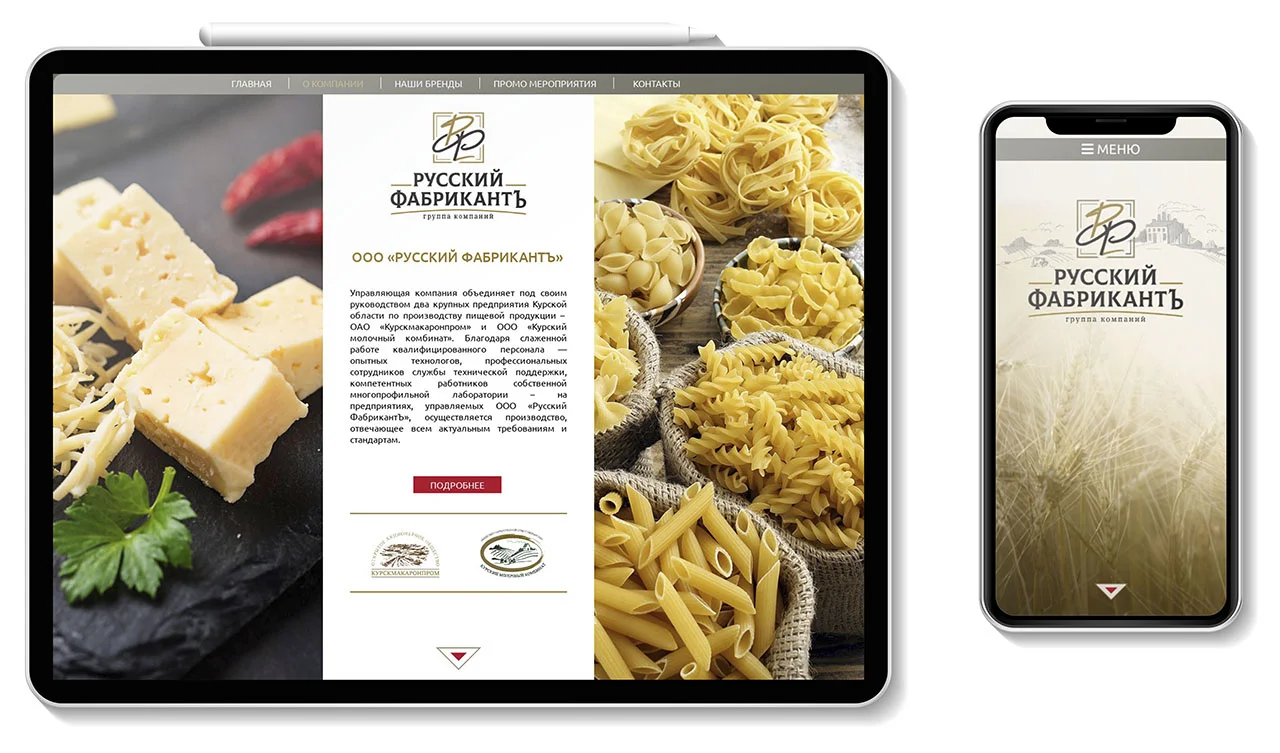 ГЛАВНАЯ
О КОМПАНИИ
НАШИ БРЕНДЫ
ПРОМО МЕРОПРИЯТИЯ
КОНТАКТЫ
РУССКИЙ
ФАБРИКАНТЪ
группа компаний
ООО «РУССКИЙ ФАБРИКАНТЪ»
Управляющая компания объединяет под своим
руководством два крупных предприятия Курской
области по производству пищевой продукции –
ОАО «Курскмакаронпром» и ООО «Курский
молочный комбинат». Благодаря слаженной
работе квалифицированного персонала —
опытных технологов, профессиональных
сотрудников службы технической поддержки,
компетентных работников собственной
многопрофильной лаборатории – на
предприятиях, управляемых ООО «Русский
ФабрикантЪ», осуществляется производство,
отвечающее всем актуальным требованиям и
стандартам.
ПОДРОБНЕЕ
ОТКРЫТОЕ АКЦИОНЕРНОЕ ОБЩЕСТВО
КУРСКМАКАРОНПРОМ
КУРСКИЙ МОЛОЧНЫЙ КОМБИНАТ
МЕНЮ
РУССКИЙ
ФАБРИКАНТЪ
группа компаний